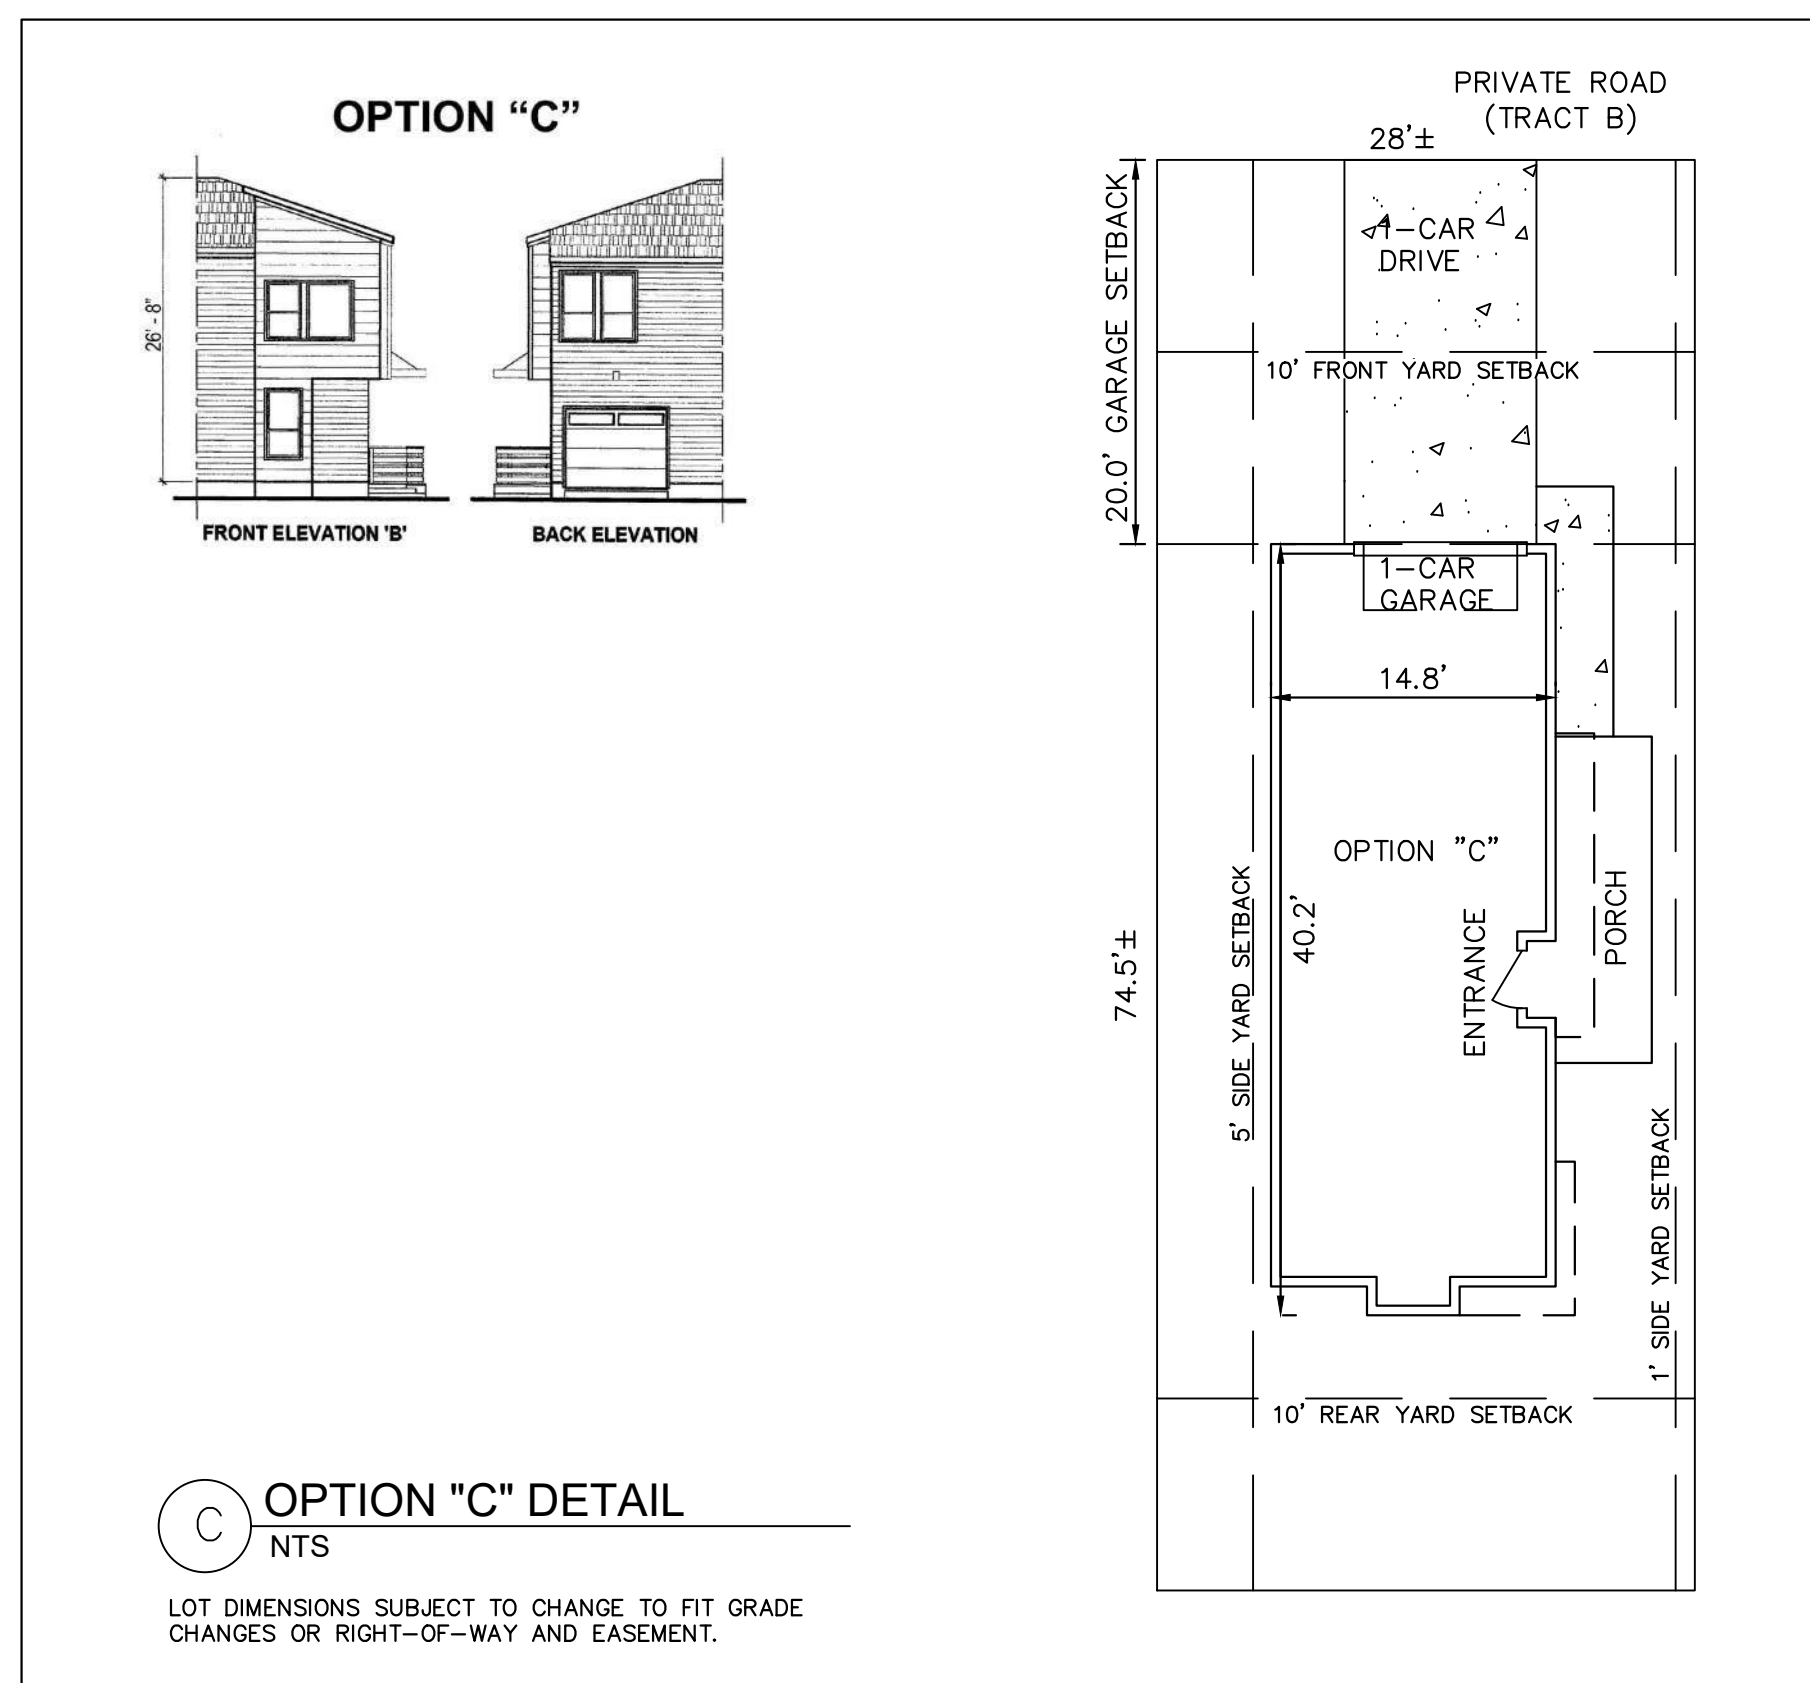 OPTION “C”
26' - 8"
FRONT ELEVATION 'B'
BACK ELEVATION
PRIVATE ROAD
(TRACT B)
28'±
20.0' GARAGE SETBACK
1-CAR
DRIVE
10' FRONT YARD SETBACK
1-CAR
GARAGE
14.8'
OPTION "C"
40.2'
ENTRANCE
PORCH
5' SIDE YARD SETBACK
74.5'±
1' SIDE YARD SETBACK
10' REAR YARD SETBACK
C
OPTION "C" DETAIL
NTS
LOT DIMENSIONS SUBJECT TO CHANGE TO FIT GRADE
CHANGES OR RIGHT-OF-WAY AND EASEMENT.